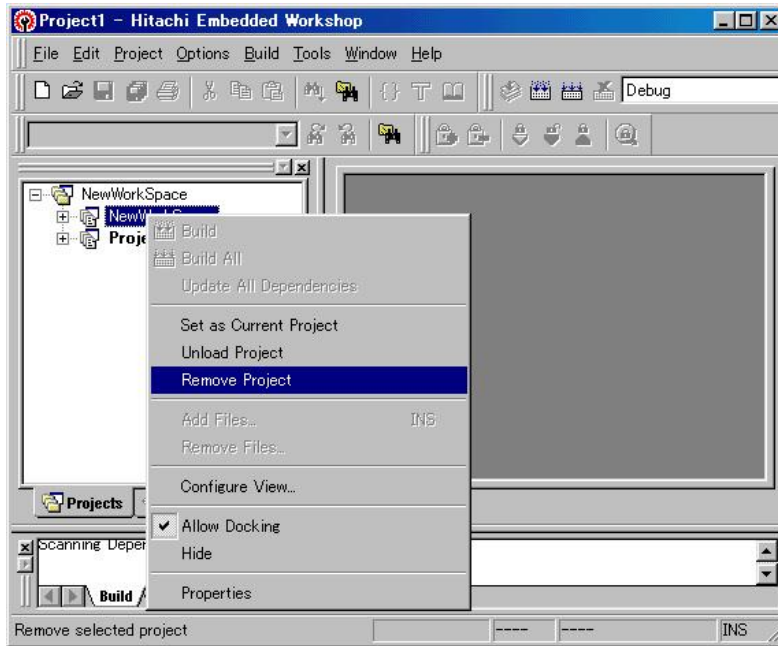 Project1 - Hitachi Embedded Workshop
File Edit Project Options Build Tools Window Help
Debug
NewWorkSpace
Build
Build All
Update All Dependencies
Set as Current Project
Unload Project
Remove Project
Add Files... INS
Remove Files...
Configure View...
Allow Docking
Hide
Properties
Projects
Scanning
Build
Remove selected project ---- ---- INS